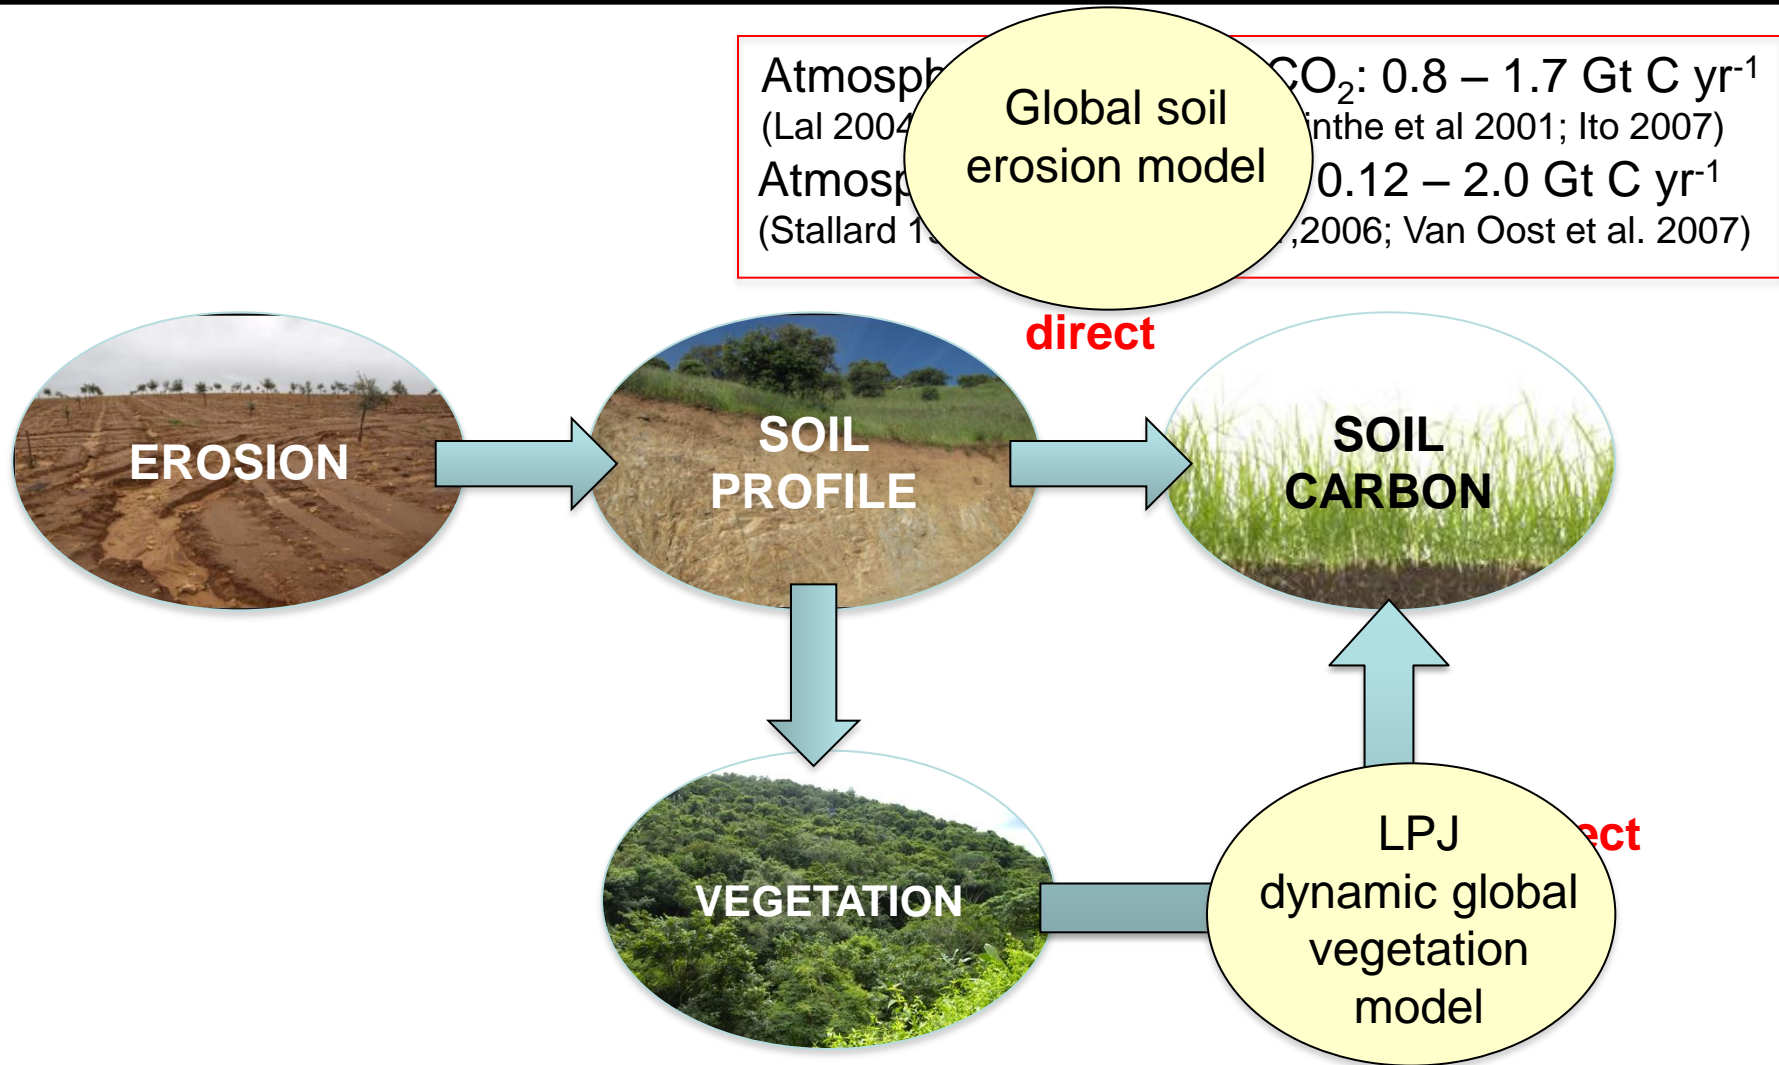 Atmosph CO₂: 0.8 – 1.7 Gt C yr⁻¹
(Lal 2004 inthe et al 2001; Ito 2007)
Atmosp 0.12 – 2.0 Gt C yr⁻¹
(Stallard 1 ,2006; Van Oost et al. 2007)
Global soil
erosion model
direct
EROSION
SOIL
PROFILE
SOIL
CARBON
VEGETATION
ect
LPJ
dynamic global
vegetation
model